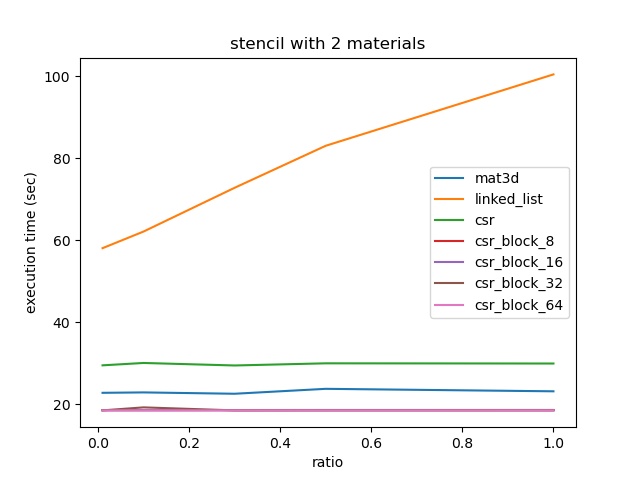 stencil with 2 materials
execution time (sec)
100
80
60
40
20
mat3d
linked_list
csr
csr_block_8
csr_block_16
csr_block_32
csr_block_64
0.0
0.2
0.4
0.6
0.8
1.0
ratio